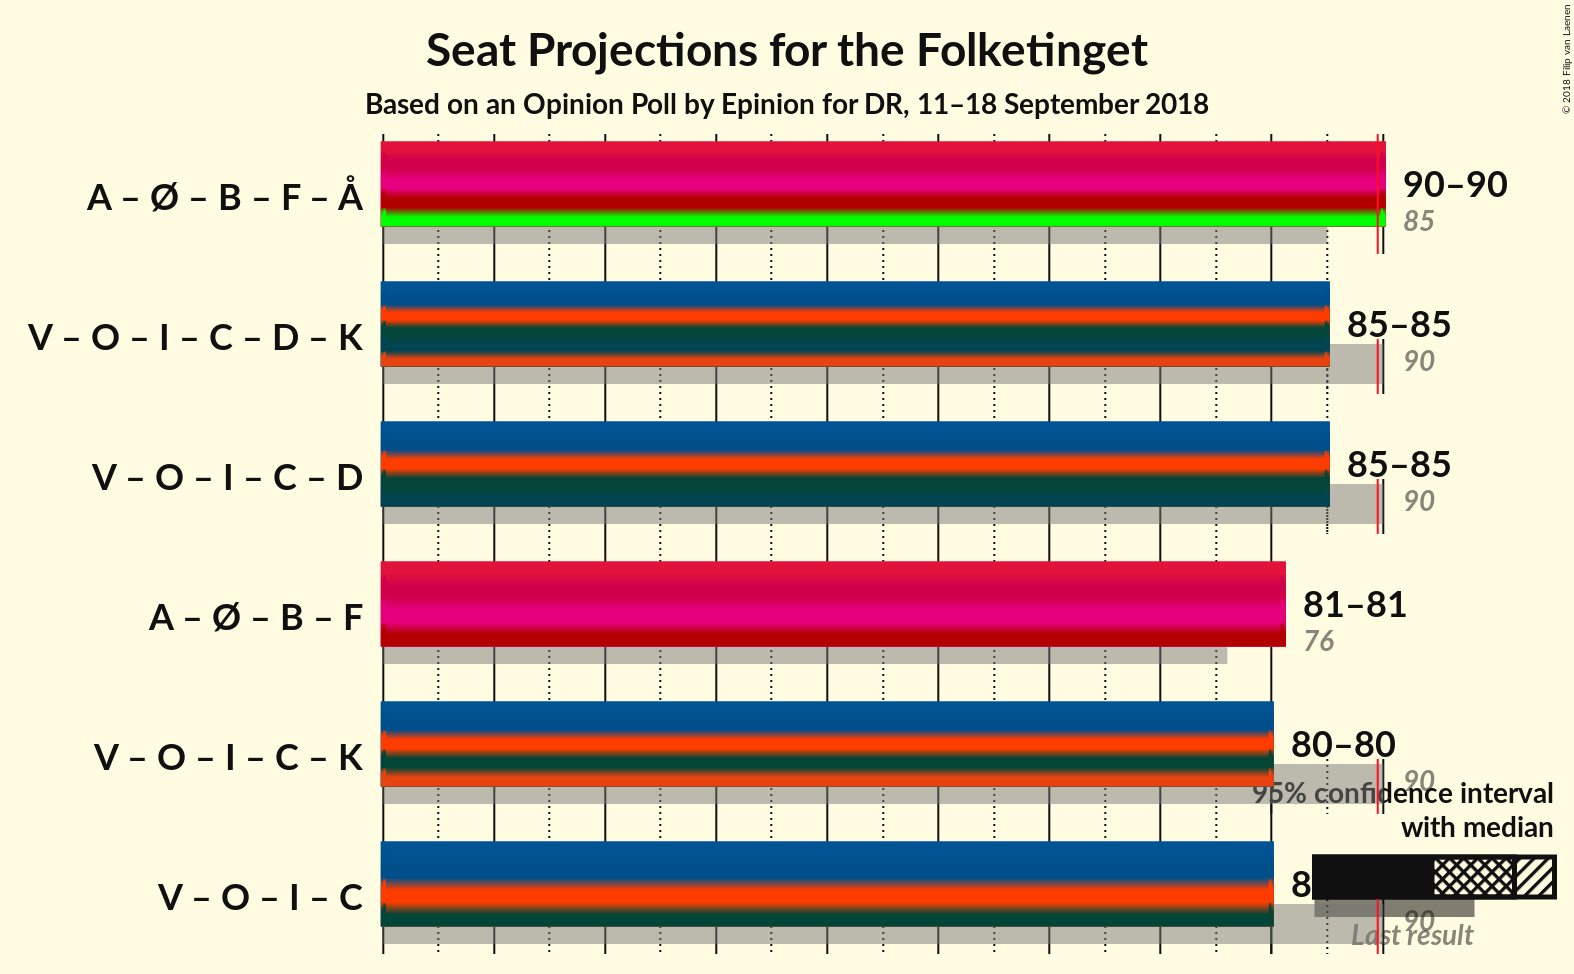 Seat Projections for the Folketinget
Based on an Opinion Poll by Epinion for DR, 11–18 September 2018
© 2018 Filip van Laenen
A – Ø – B – F – Å
90–90
85
V – O – I – C – D – K
85–85
90
V – O – I – C – D
85–85
90
A – Ø – B – F
81–81
76
V – O – I – C – K
80–80
90
95% confidence interval
with median
V – O – I – C
90
Last result